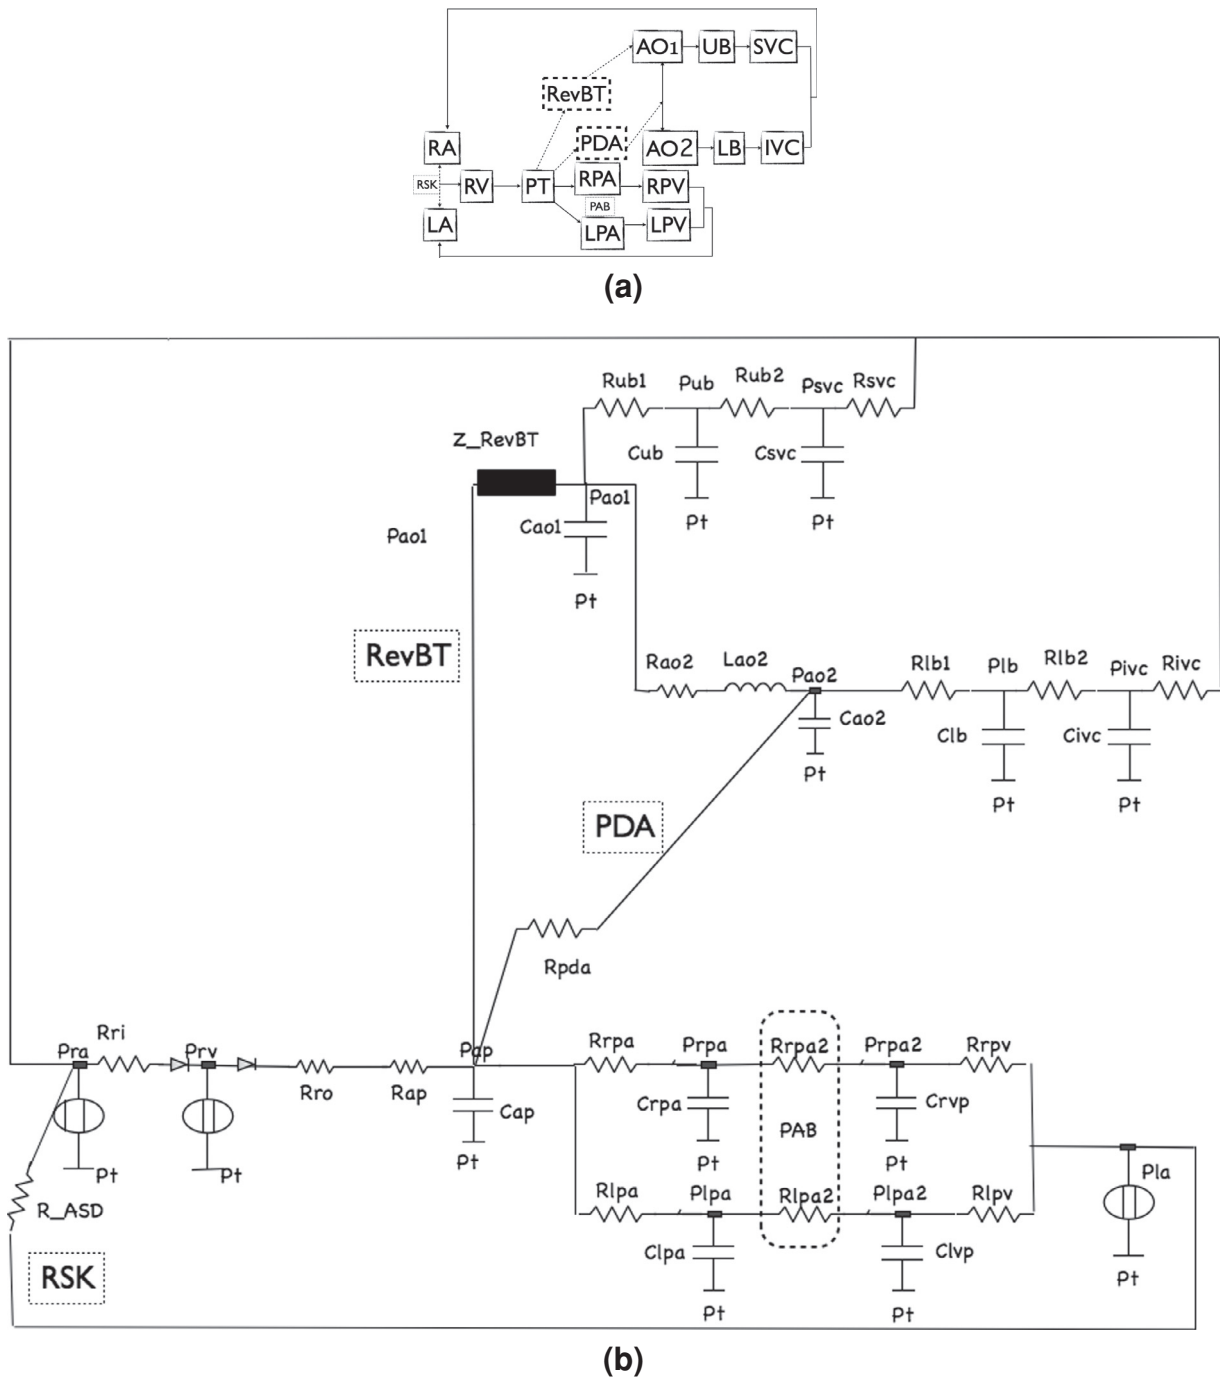 AO1 UB SVC
RevBT
RA PDA AO2 LB IVC
RSK RV PT RPA RPV
PAB
LA LPA LPV
(a)
Rub1 Pub Rub2 Psvc Rsvc
Z_RevBT
Cub Csvc
Pao1
Pao1 Cao1
Pt Pt
Pt
RevBT
Rao2 Lao2 Pao2 Rlb1 Plb Rlb2 Pivc Rivc
Cao2 Clb Civc
Pt
Pt Pt
PDA
Rpda
Pra Rri Prv Pap Rrpa Prpa Rrpa2 Prpa2 Rrpv
Rro Rap Cap Crpa Crvp
PAB
Pt Pt Pt Pt Pt
R_ASD Rlpa Plpa Rlpa2 Plpa2 Rlpv Pla
Clpa Clvp
RSK Pt Pt Pt
(b)